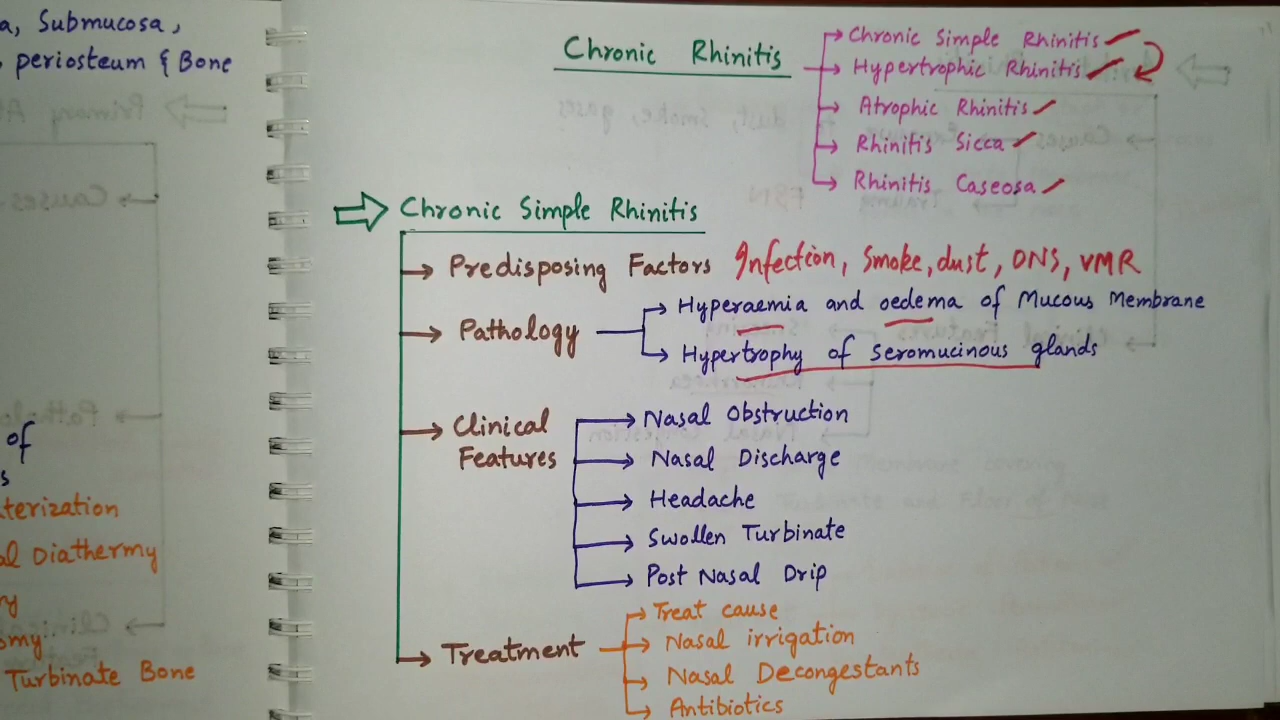 a, Submucosa,
, periosteum & Bone
of
s
terization
al Diathermy
ry
omy
Turbinate Bone
Chronic Rhinitis
Chronic Simple Rhinitis
Hypertrophic Rhinitis
Atrophic Rhinitis
Rhinitis Sicca
Rhinitis Caseosa
Chronic Simple Rhinitis
Predisposing Factors Infection, Smoke, dust, DNS, VMR
Pathology
Hyperaemia and oedema of Mucous Membrane
Hypertrophy of seromucinous glands
Clinical
Features
Nasal Obstruction
Nasal Discharge
Headache
Swollen Turbinate
Post Nasal Drip
Treatment
Treat cause
Nasal irrigation
Nasal Decongestants
Antibiotics